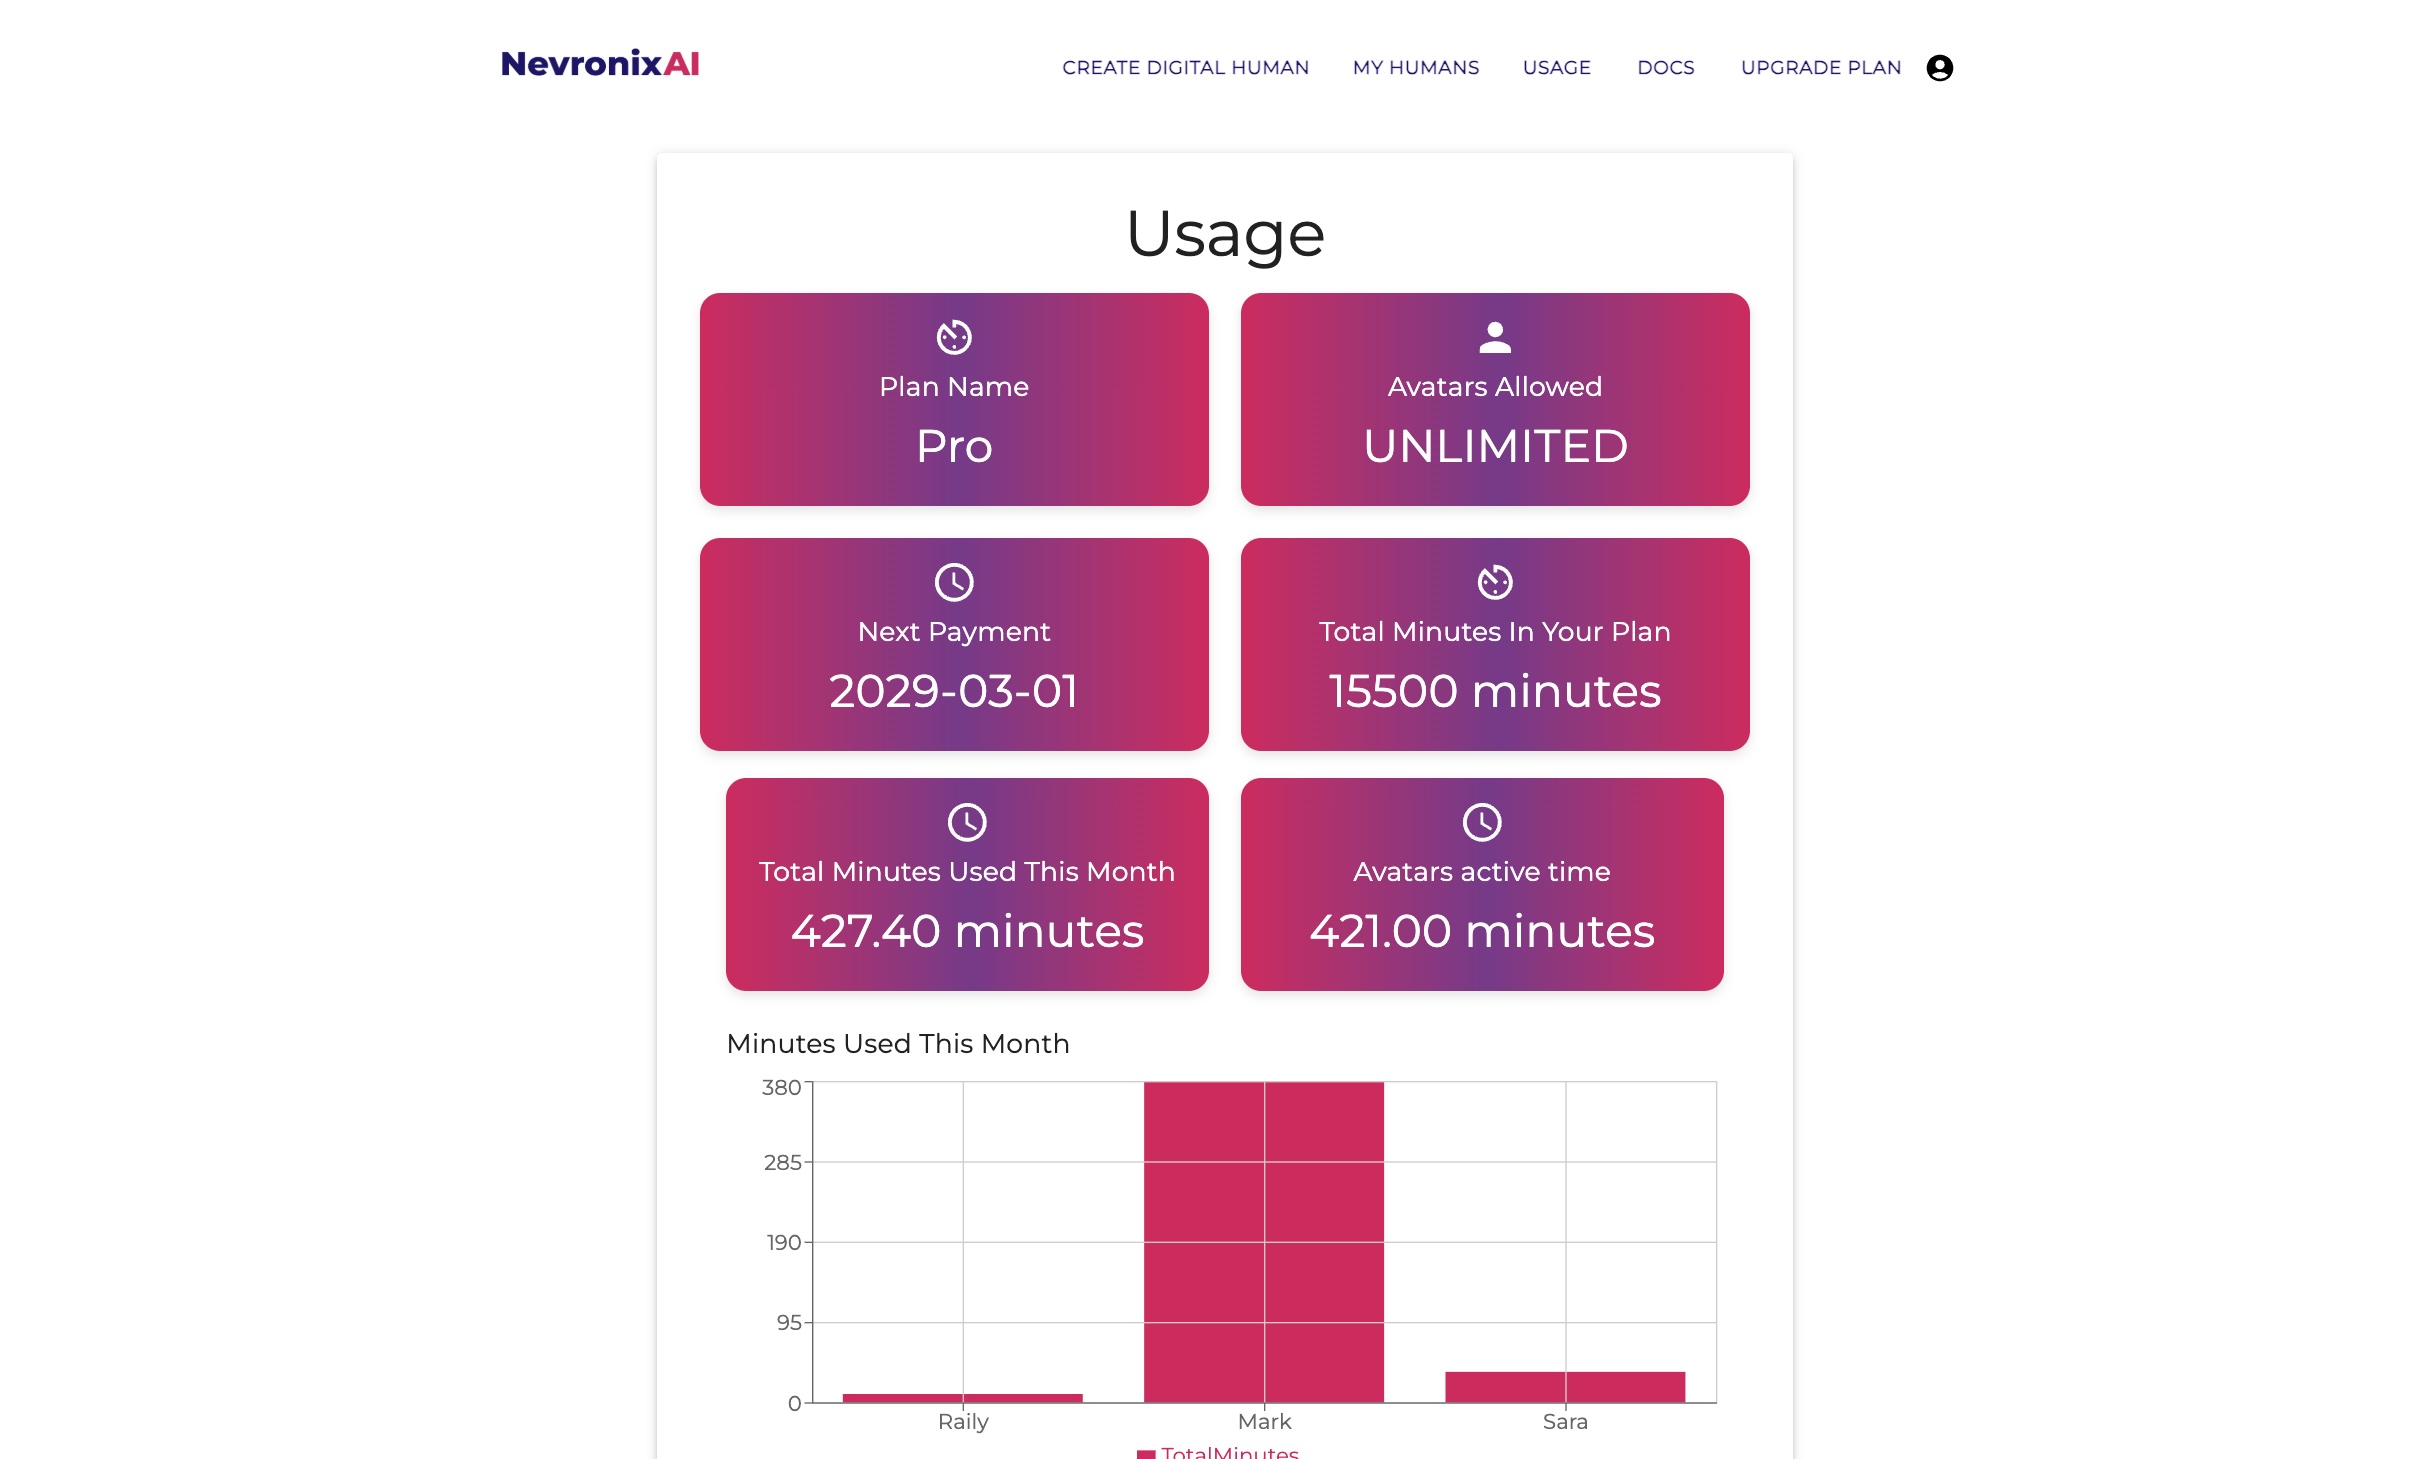 NevronixAI
CREATE DIGITAL HUMAN
MY HUMANS
USAGE
DOCS
UPGRADE PLAN
Usage
Plan Name
Pro
Avatars Allowed
UNLIMITED
Next Payment
2029-03-01
Total Minutes In Your Plan
15500 minutes
Total Minutes Used This Month
427.40 minutes
Avatars active time
421.00 minutes
Minutes Used This Month
380
285
190
95
0
Raily
Mark
Sara
TotalMinutes